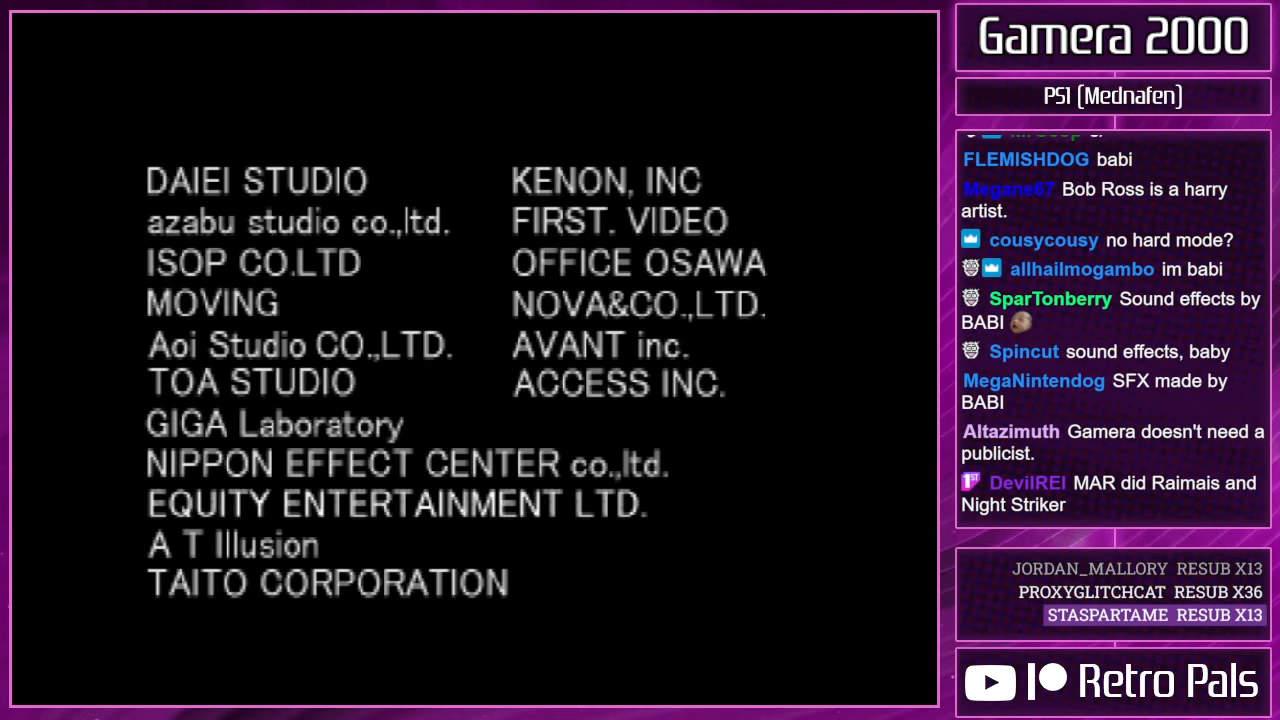 Gamera 2000
PS1 (Mednafen)
DAIEI STUDIO
azabu studio co.,ltd.
ISOP CO.LTD
MOVING
Aoi Studio CO.,LTD.
TOA STUDIO
GIGA Laboratory
NIPPON EFFECT CENTER co.,ltd.
EQUITY ENTERTAINMENT LTD.
A T Illusion
TAITO CORPORATION
KENON, INC
FIRST. VIDEO
OFFICE OSAWA
NOVA&CO.,LTD.
AVANT inc.
ACCESS INC.
FLEMISHDOG babi
Megane67 Bob Ross is a harry
artist.
cousycousy no hard mode?
allhailmogambo im babi
SparTonberry Sound effects by
BABI
Spincut sound effects, baby
MegaNintendog SFX made by
BABI
Altazimuth Gamera doesn't need a
publicist.
1ST DevilREI MAR did Raimais and
Night Striker
JORDAN_MALLORY RESUB X13
PROXYGLITCHCAT RESUB X36
STASPARTAME RESUB X13
Retro Pals